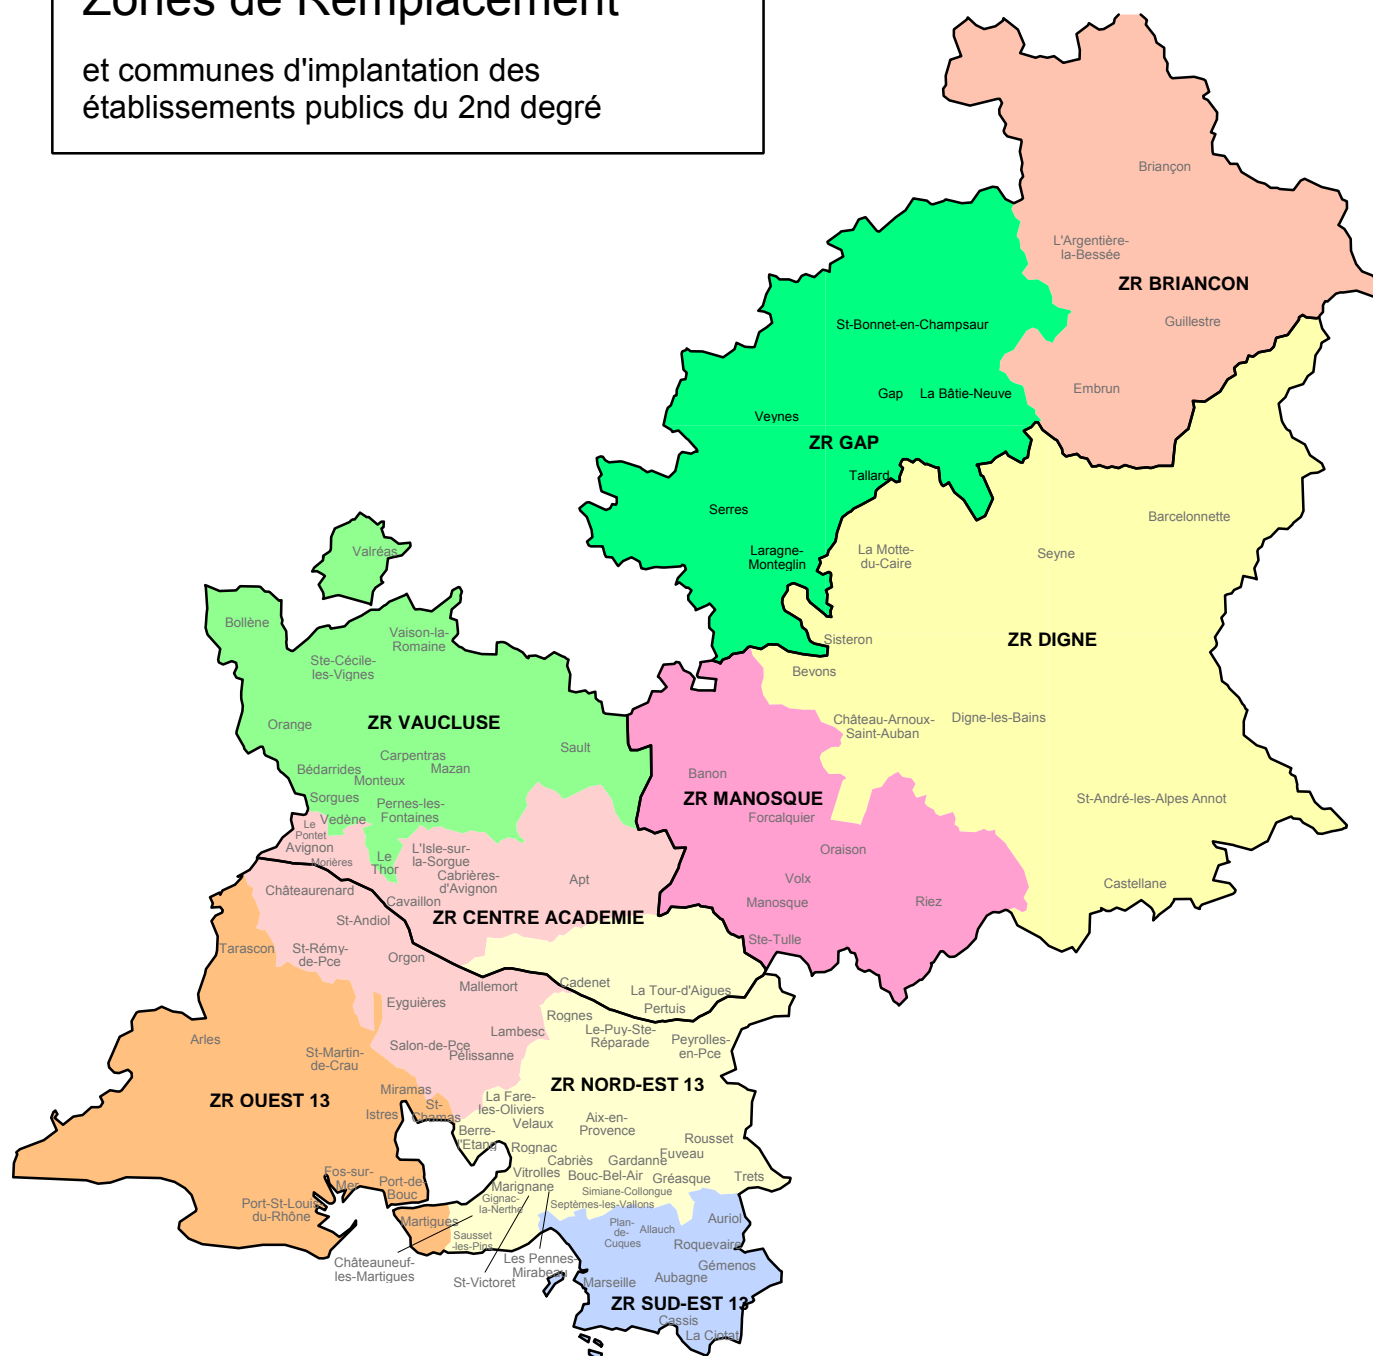 Zones de Remplacement
et communes d'implantation des
établissements publics du 2nd degré
Briançon
L'Argentière-
la-Bessée
ZR BRIANCON
Guillestre
Embrun
St-Bonnet-en-Champsaur
Gap
La Bâtie-Neuve
Veynes
ZR GAP
Tallard
Serres
Laragne-
Monteglin
Barcelonnette
Seyne
La Motte-
du-Caire
ZR DIGNE
Sisteron
Bevons
Château-Arnoux-
Saint-Auban
Digne-les-Bains
St-André-les-Alpes Annot
Castellane
Valréas
Bollène
Vaison-la-
Romaine
Ste-Cécile-
les-Vignes
Orange
ZR VAUCLUSE
Sault
Carpentras
Bédarrides
Mazan
Monteux
Sorgues
Pernes-les-
Fontaines
Vedène
Le
Pontet
Avignon
Morières
Le
Thor
L'Isle-sur-
la-Sorgue
Cabrières-
d'Avignon
Apt
Cavaillon
ZR CENTRE ACADEMIE
Châteaurenard
St-Andiol
St-Rémy-
de-Pce
Orgon
Mallemort
Eyguières
Lambesc
Salon-de-Pce
Pélissanne
Banon
ZR MANOSQUE
Forcalquier
Oraison
Volx
Manosque
Riez
Ste-Tulle
Cadenet
La Tour-d'Aigues
Pertuis
Rognes
Le-Puy-Ste-
Réparade
Peyrolles-
en-Pce
ZR NORD-EST 13
La Fare-
les-Oliviers
Velaux
Aix-en-
Provence
Berre-
l'Etang
Rognac
Rousset
Fuveau
Cabriès
Gardanne
Vitrolles
Bouc-Bel-Air
Gréasque
Trets
Marignane
Simiane-Collongue
Gignac-
la-Nerthe
Septèmes-les-Vallons
Sausset
-les-Pins
Tarascon
Arles
St-Martin-
de-Crau
ZR OUEST 13
Miramas
Istres
St-
Chamas
Fos-sur-
Mer
Port-de-
Bouc
Port-St-Louis-
du-Rhône
Martigues
Châteauneuf-
les-Martigues
St-Victoret
Les Pennes-
Mirabeau
Plan-
de-
Cuques
Allauch
Auriol
Roquevaire
Gémenos
Aubagne
Marseille
ZR SUD-EST 13
Cassis
La Ciotat